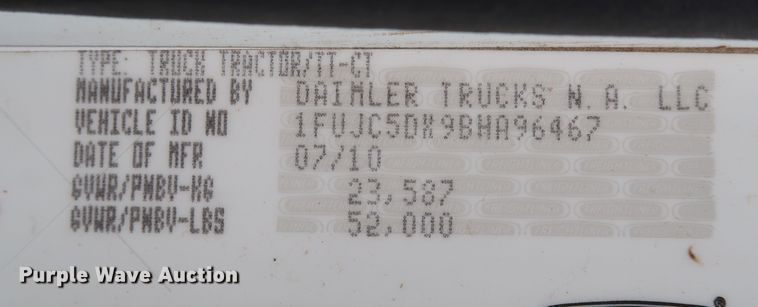 TYPE: TRUCK TRACTOR/TT-CT
MANUFACTURED BY DAIMLER TRUCKS N.A. LLC
VEHICLE ID NO 1FUJC5DX9BHA96467
DATE OF MFR 07/10
GVWR/PNBV-KG 23,587
GVWR/PNBV-LBS 52,000
Purple Wave Auction